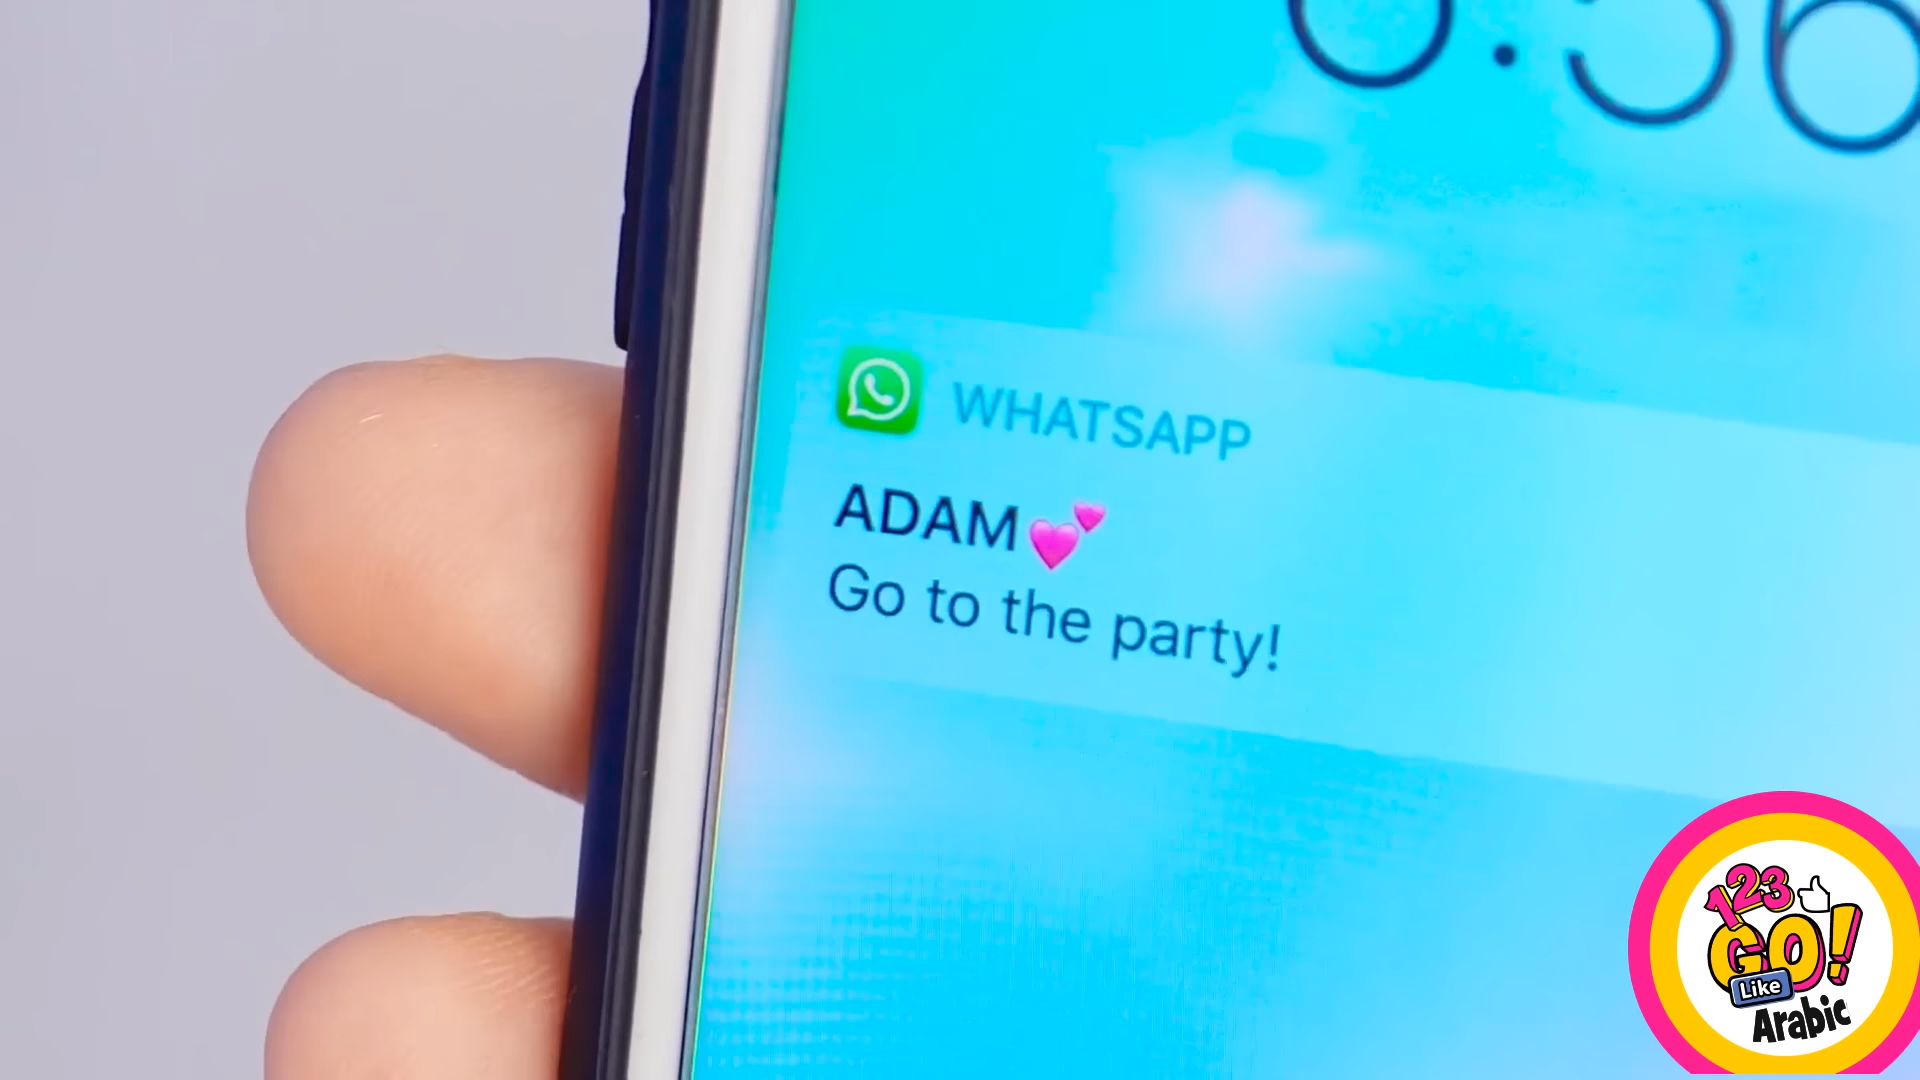 WHATSAPP
ADAM💕
Go to the party!
123
GO!
Like
Arabic